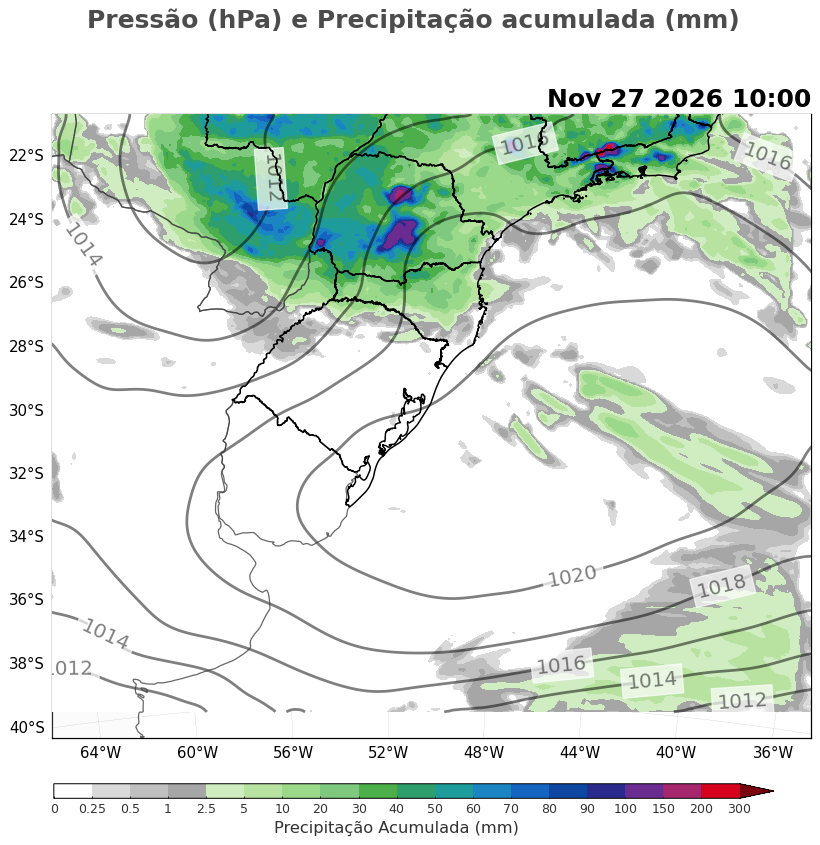 Pressão (hPa) e Precipitação acumulada (mm)
Nov 27 2026 10:00
22°S
24°S
26°S
28°S
30°S
32°S
34°S
36°S
38°S
40°S
1012
1016
1016
1014
1020
1018
1014
1012
1016
1014
1012
64°W 60°W 56°W 52°W 48°W 44°W 40°W 36°W
0 0.25 0.5 1 2.5 5 10 20 30 40 50 60 70 80 90 100 150 200 300
Precipitação Acumulada (mm)